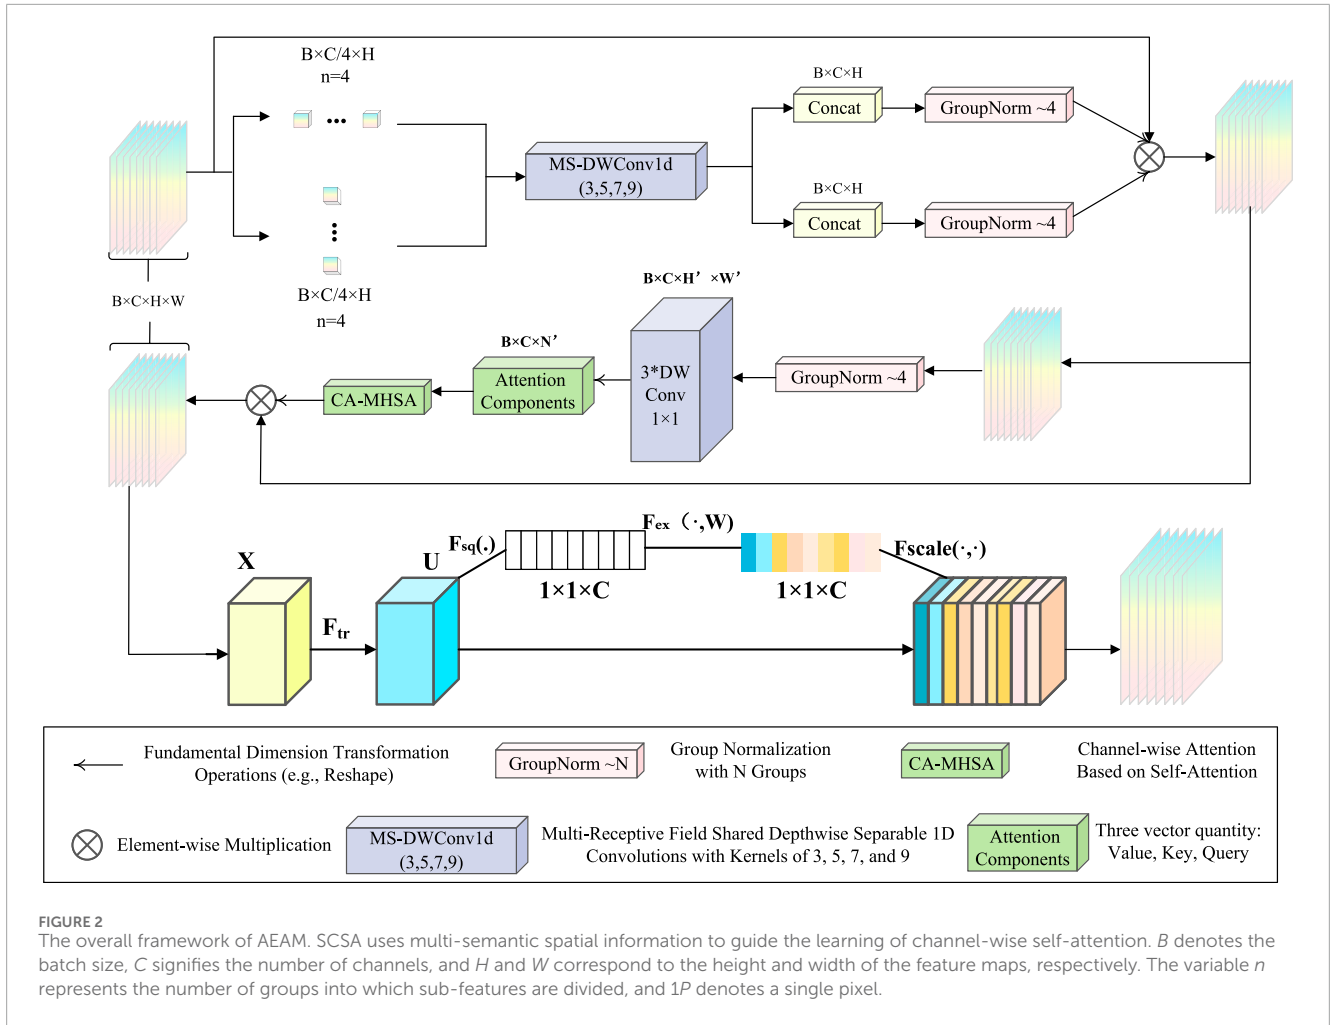 B×C/4×H
n=4
B×C×H
Concat
GroupNorm ~4
MS-DWConv1d
(3,5,7,9)
B×C×H
Concat
GroupNorm ~4
B×C/4×H
n=4
B×C×H×W
B×C×H’ ×W’
3*DW
Conv
1×1
GroupNorm ~4
B×C×N’
Attention
Components
CA-MHSA
X
Ftr
U
Fsq(.)
1×1×C
Fex（·,W)
1×1×C
Fscale(·,·)
Fundamental Dimension Transformation
Operations (e.g., Reshape)
GroupNorm ~N
Group Normalization
with N Groups
CA-MHSA
Channel-wise Attention
Based on Self-Attention
Element-wise Multiplication
MS-DWConv1d
(3,5,7,9)
Multi-Receptive Field Shared Depthwise Separable 1D
Convolutions with Kernels of 3, 5, 7, and 9
Attention
Components
Three vector quantity:
Value, Key, Query
FIGURE 2
The overall framework of AEAM. SCSA uses multi-semantic spatial information to guide the learning of channel-wise self-attention. B denotes the
batch size, C signifies the number of channels, and H and W correspond to the height and width of the feature maps, respectively. The variable n
represents the number of groups into which sub-features are divided, and 1P denotes a single pixel.